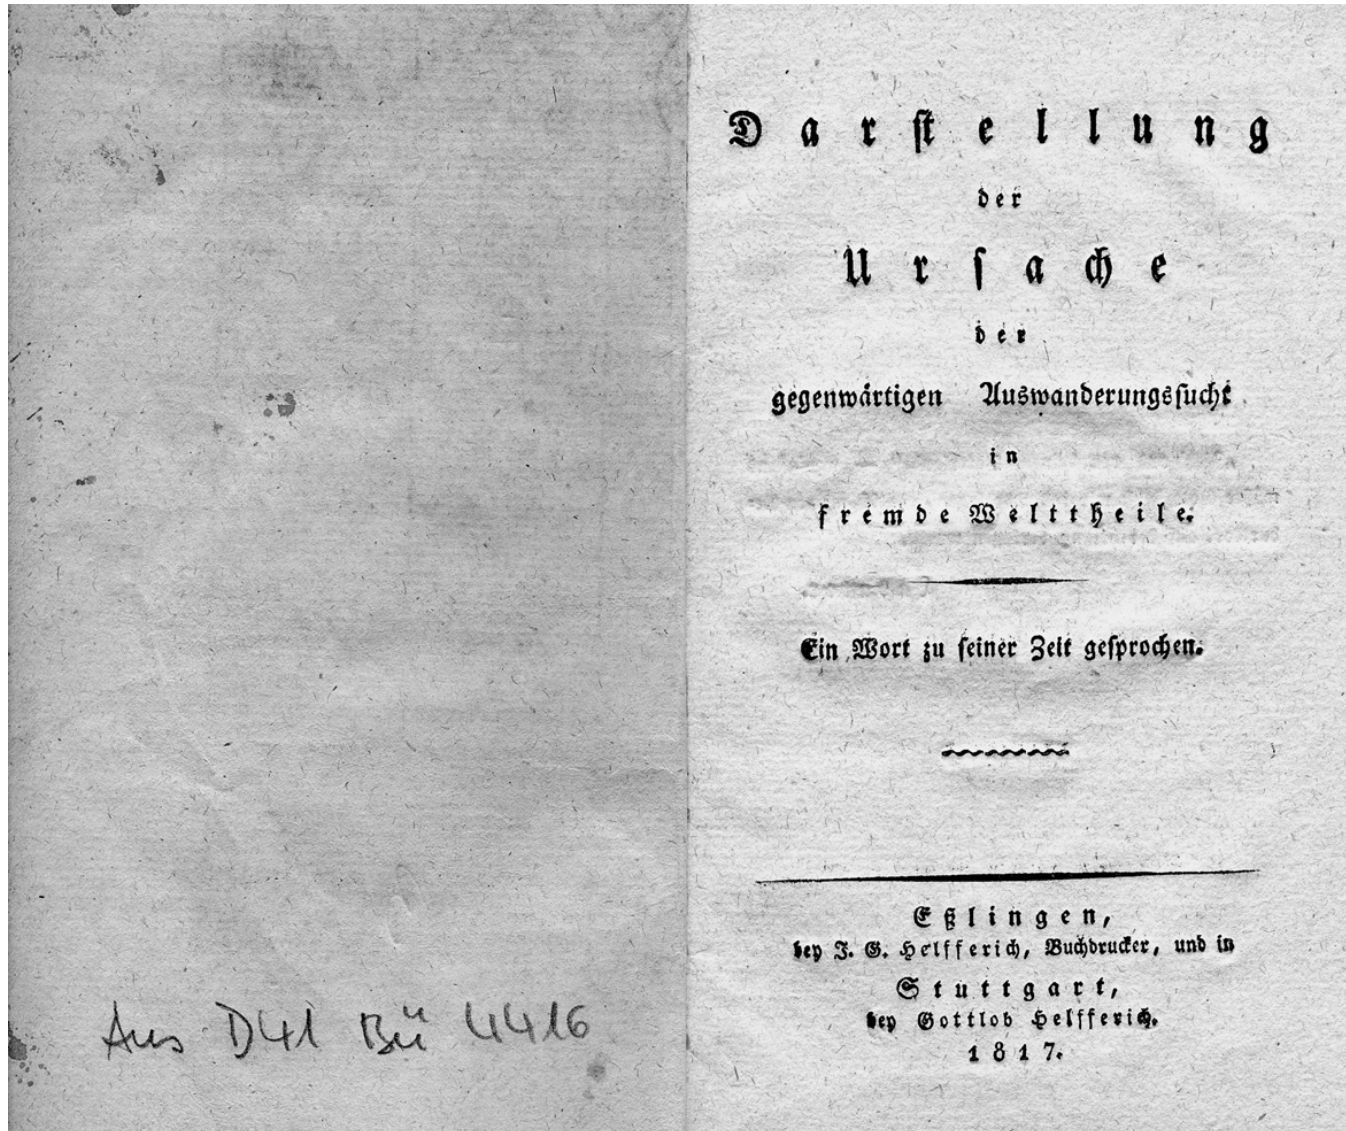 Aus D41 Bü 4416
Darſtellung
der
Urſache
der
gegenwärtigen Auswanderungsſucht
in
fremde Welttheile.
Ein Wort zu ſeiner Zeit geſprochen.
Eßlingen,
bey J. G. Helfferich, Buchdrucker, und in
Stuttgart,
bey Gottlob Helfferich.
1817.